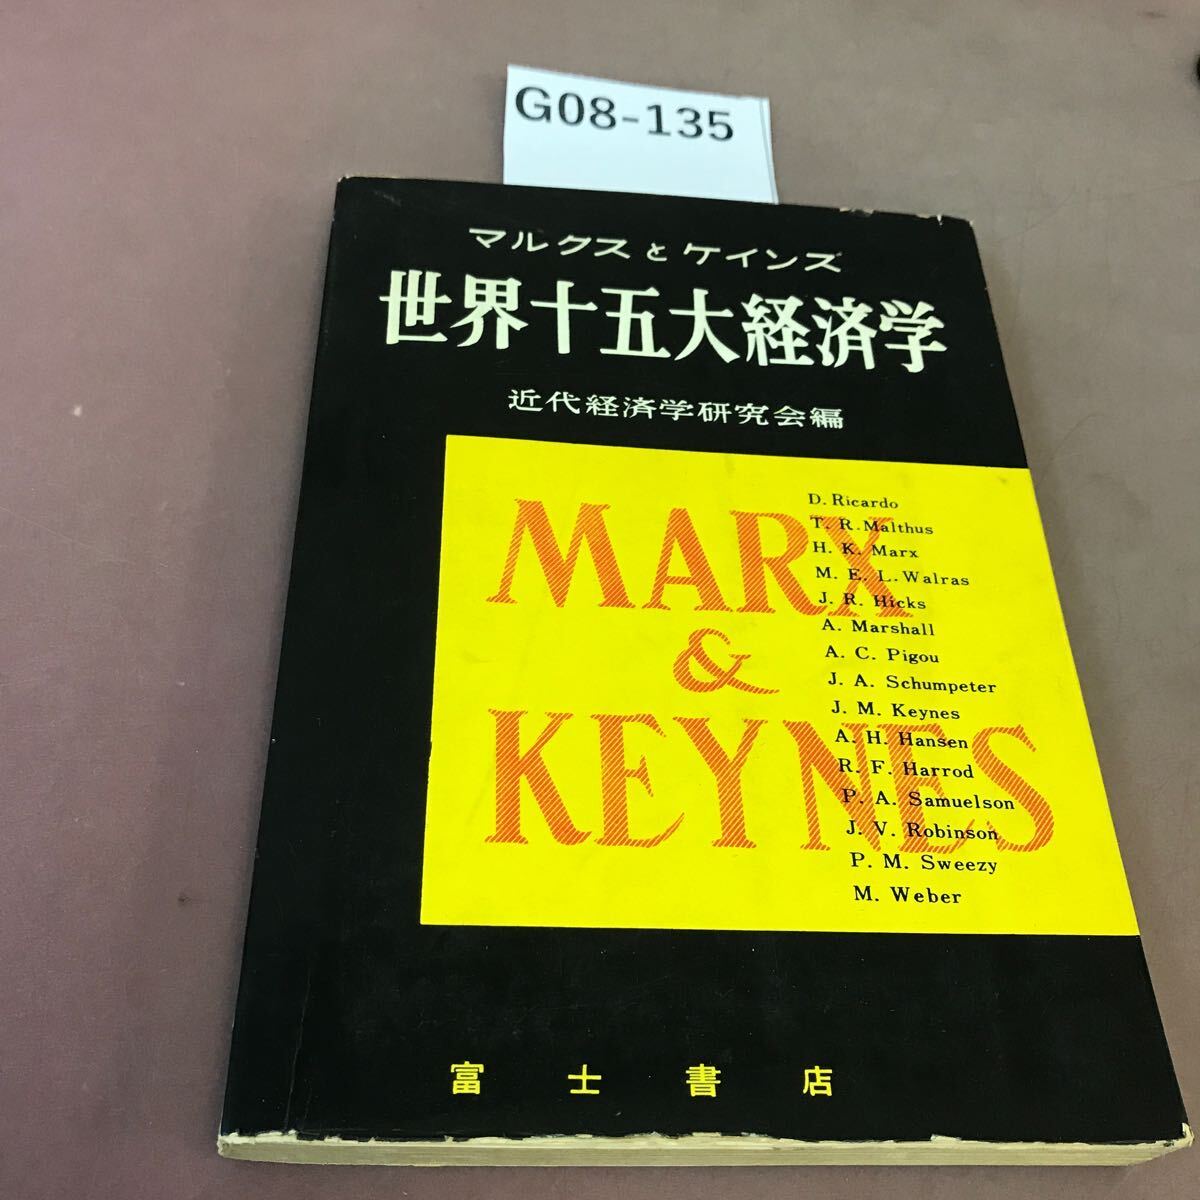 G08-135
マルクスとケインズ
世界十五大経済学
近代経済学研究会編
MARX
&
KEYNES
D. Ricardo
T. R. Malthus
H. K. Marx
M. E. L. Walras
J. R. Hicks
A. Marshall
A. C. Pigou
J. A. Schumpeter
J. M. Keynes
A. H. Hansen
R. F. Harrod
P. A. Samuelson
J. V. Robinson
P. M. Sweezy
M. Weber
富士書店